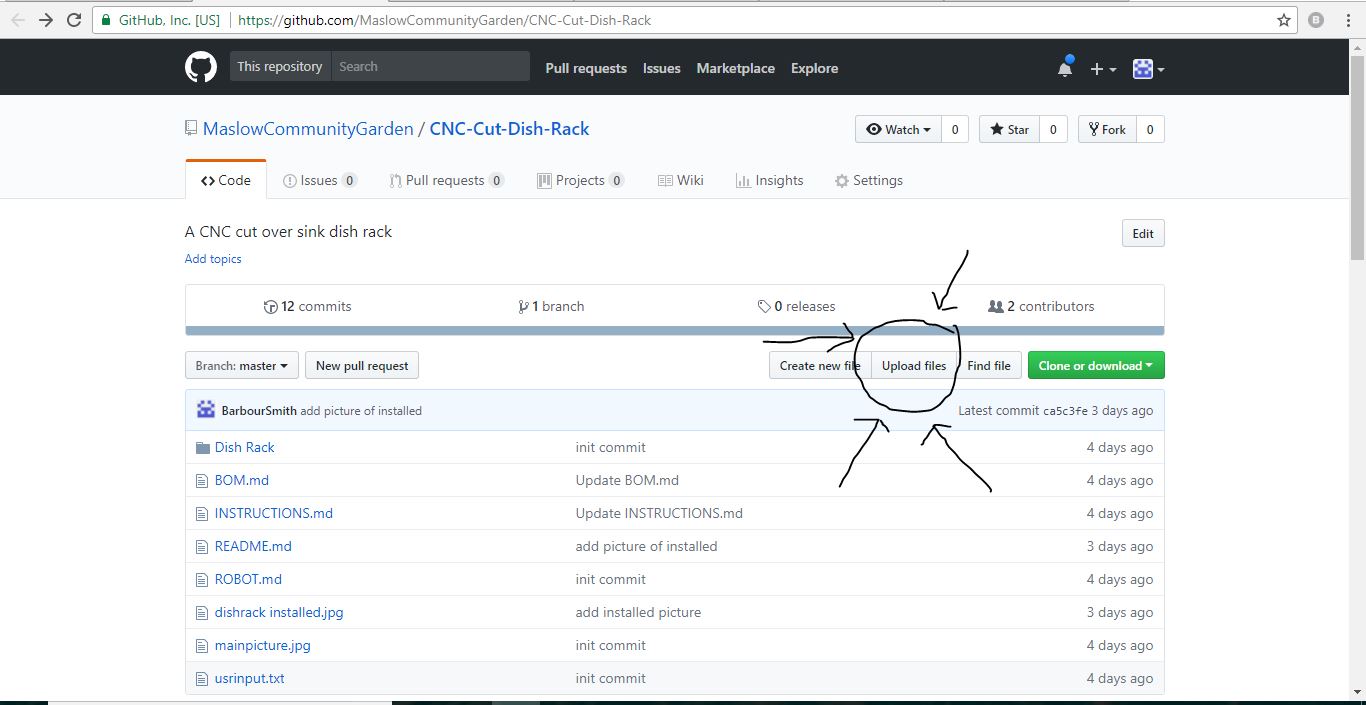 GitHub, Inc. [US] https://github.com/MaslowCommunityGarden/CNC-Cut-Dish-Rack B
This repository Search Pull requests Issues Marketplace Explore
MaslowCommunityGarden / CNC-Cut-Dish-Rack Watch 0 Star 0 Fork 0
Code Issues 0 Pull requests 0 Projects 0 Wiki Insights Settings
A CNC cut over sink dish rack Edit
Add topics
12 commits 1 branch 0 releases 2 contributors
Branch: master New pull request Create new file Upload files Find file Clone or download
BarbourSmith add picture of installed Latest commit ca5c3fe 3 days ago
Dish Rack init commit 4 days ago
BOM.md Update BOM.md 4 days ago
INSTRUCTIONS.md Update INSTRUCTIONS.md 4 days ago
README.md add picture of installed 3 days ago
ROBOT.md init commit 4 days ago
dishrack installed.jpg add installed picture 3 days ago
mainpicture.jpg init commit 4 days ago
usrinput.txt init commit 4 days ago